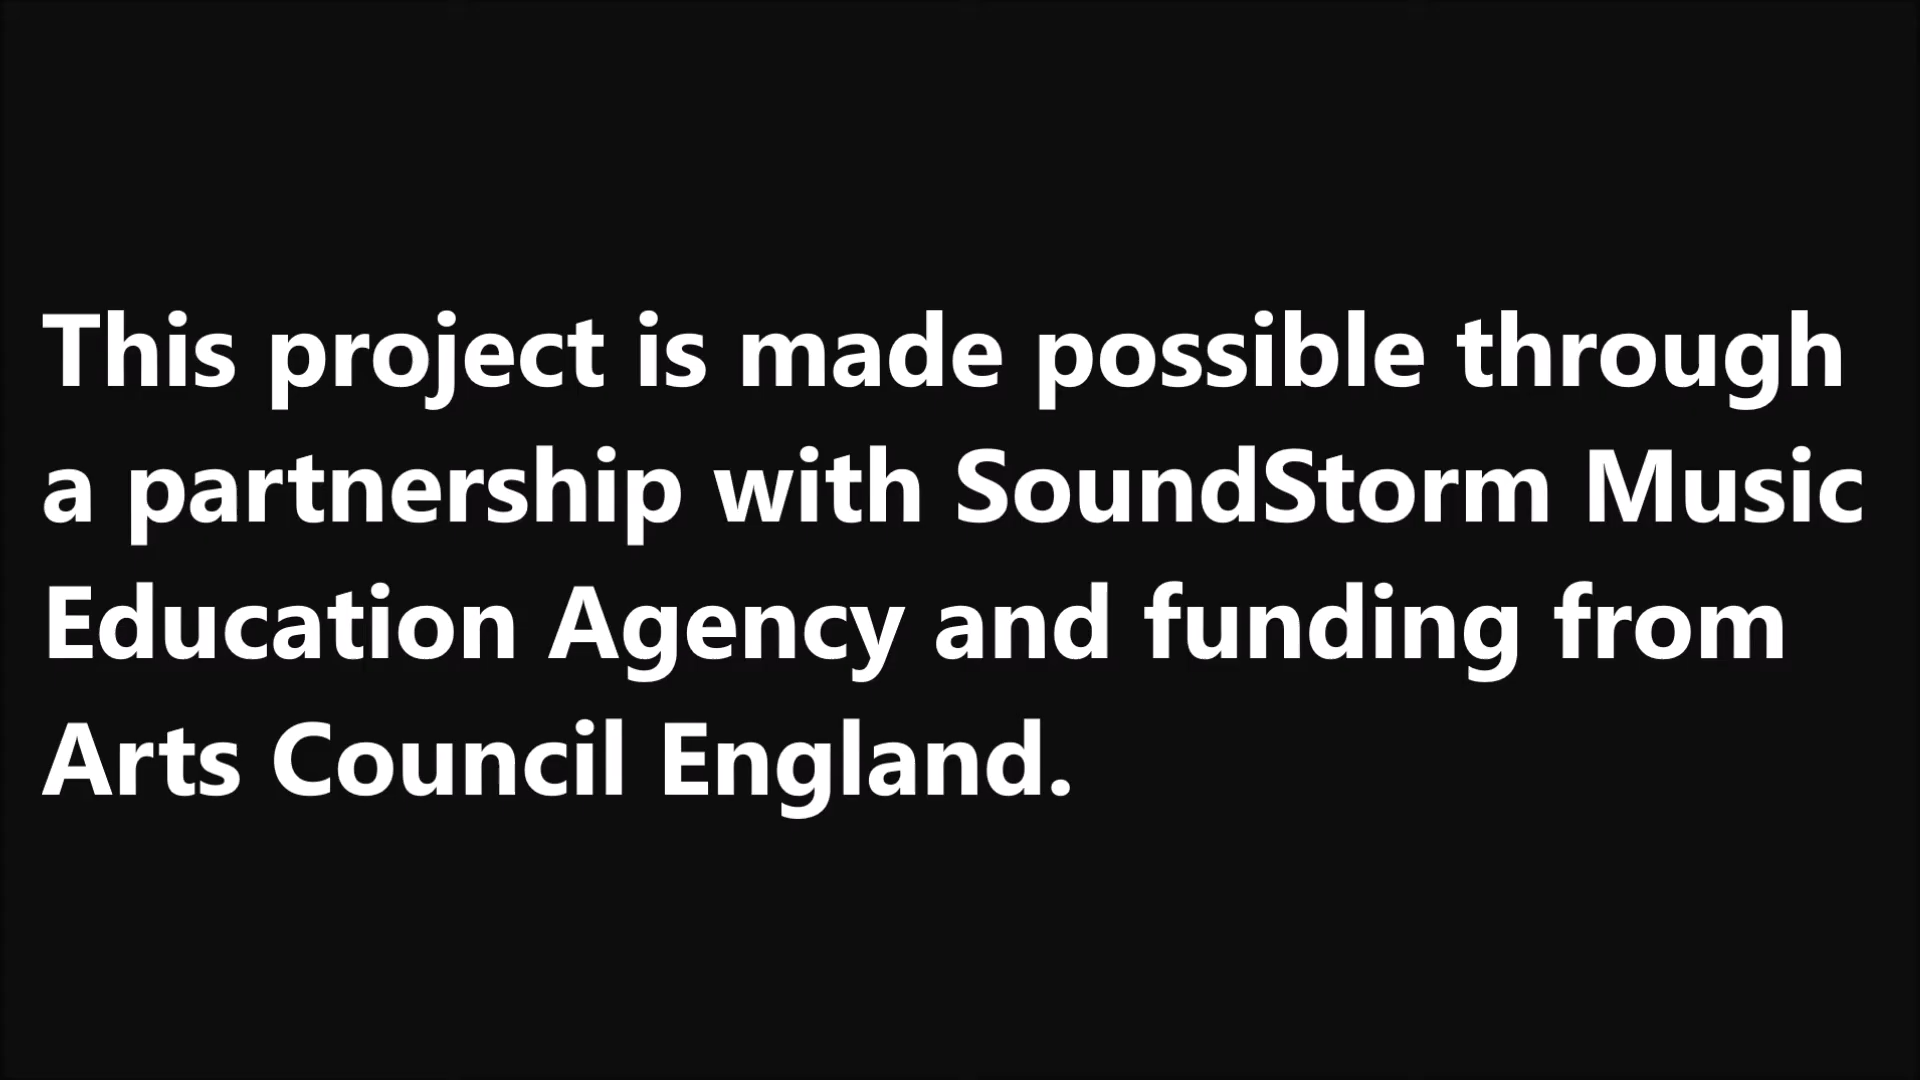 This project is made possible through
a partnership with SoundStorm Music
Education Agency and funding from
Arts Council England.